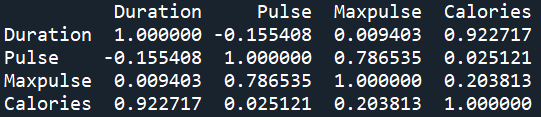 Duration Pulse Maxpulse Calories
Duration 1.000000 -0.155408 0.009403 0.922717
Pulse -0.155408 1.000000 0.786535 0.025121
Maxpulse 0.009403 0.786535 1.000000 0.203813
Calories 0.922717 0.025121 0.203813 1.000000